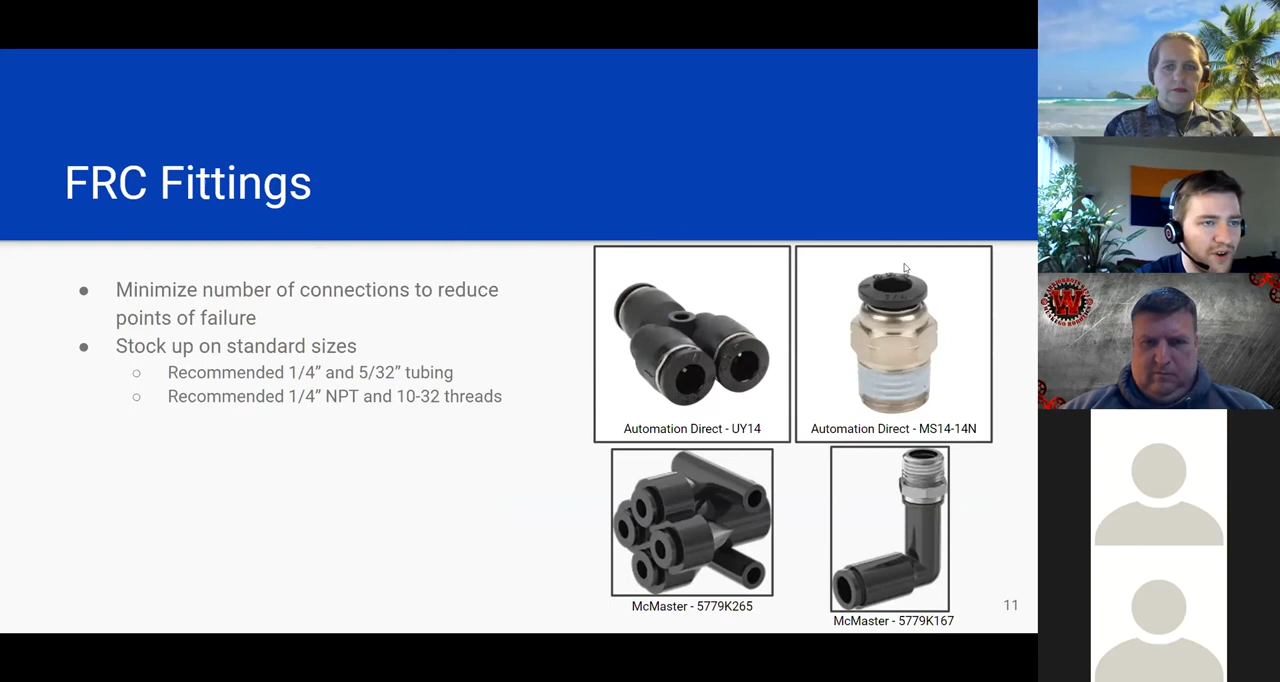 FRC Fittings
● Minimize number of connections to reduce
points of failure
● Stock up on standard sizes
○ Recommended 1/4” and 5/32” tubing
○ Recommended 1/4” NPT and 10-32 threads
Automation Direct - UY14
Automation Direct - MS14-14N
McMaster - 5779K265
McMaster - 5779K167
11
W